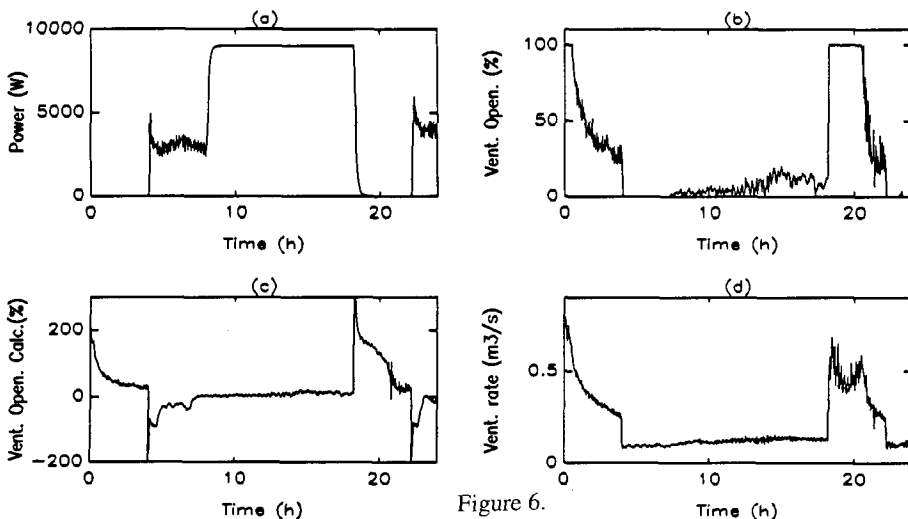 (a)
10000
5000
0
Power (W)
0
10
20
Time (h)
(b)
100
50
0
Vent. Open. (%)
0
10
20
Time (h)
(c)
200
0
-200
Vent. Open. Calc.(%)
0
10
20
Time (h)
(d)
0.5
0
Vent. rate (m3/s)
0
10
20
Time (h)
Figure 6.